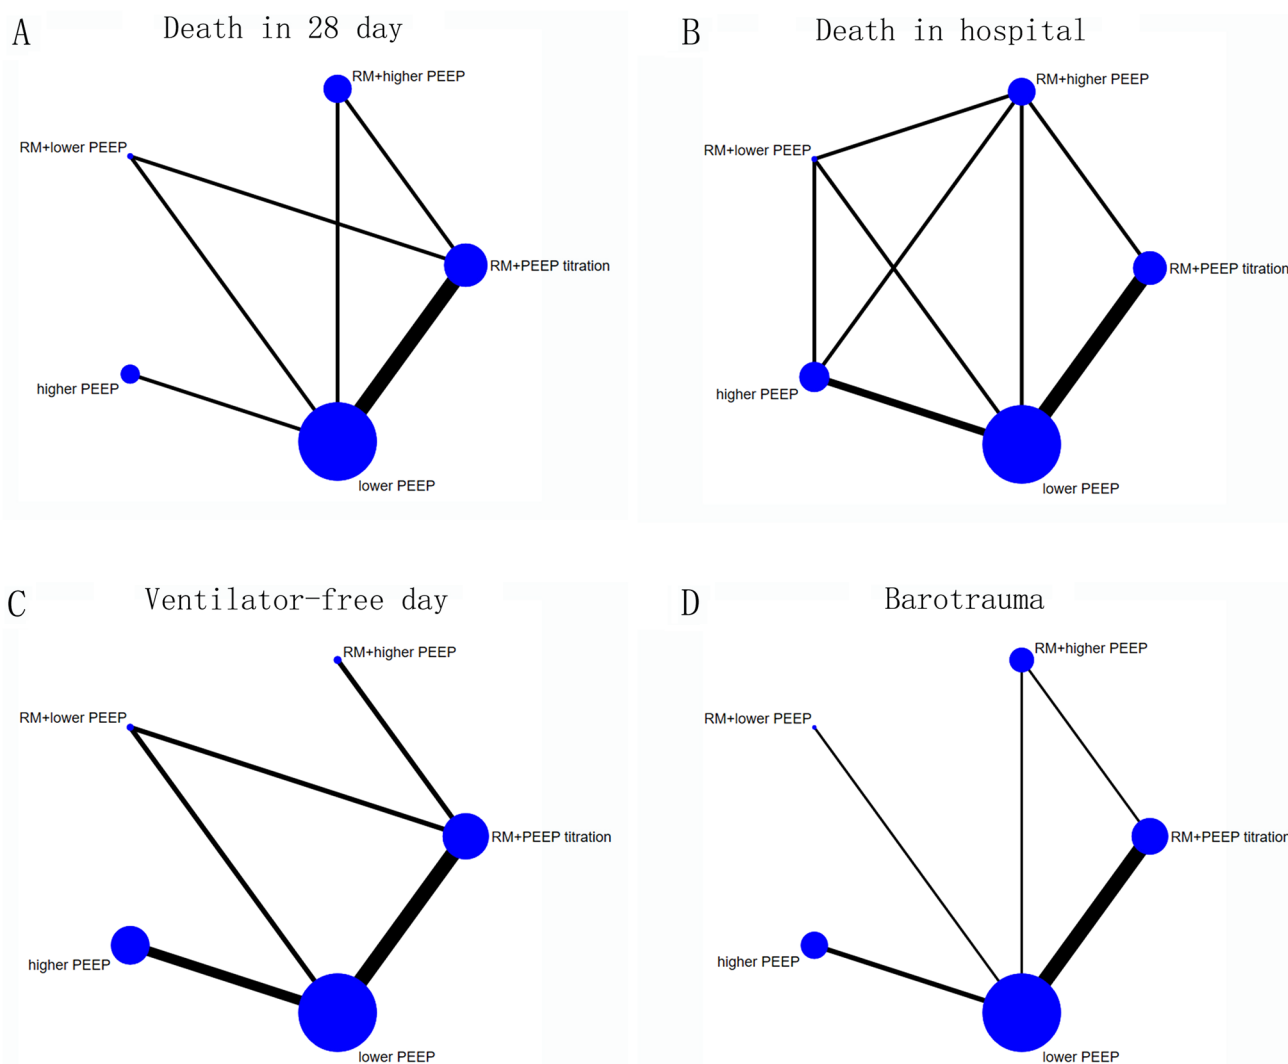 A
Death in 28 day
RM+higher PEEP
RM+lower PEEP
RM+PEEP titration
higher PEEP
lower PEEP
B
Death in hospital
RM+higher PEEP
RM+lower PEEP
RM+PEEP titration
higher PEEP
lower PEEP
C
Ventilator-free day
RM+higher PEEP
RM+lower PEEP
RM+PEEP titration
higher PEEP
lower PEEP
D
Barotrauma
RM+higher PEEP
RM+lower PEEP
RM+PEEP titration
higher PEEP
lower PEEP